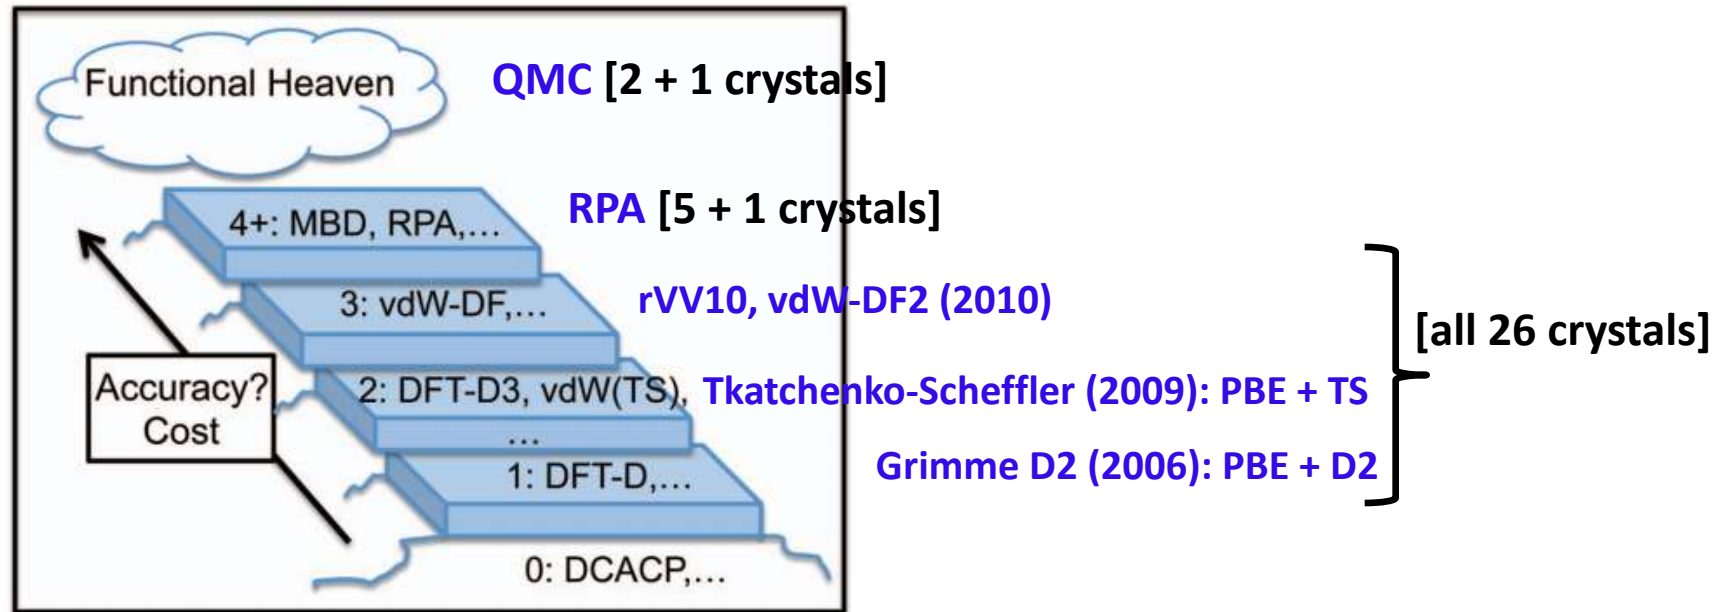 Functional Heaven
QMC [2 + 1 crystals]
4+: MBD, RPA,...
RPA [5 + 1 crystals]
3: vdW-DF,...
rVV10, vdW-DF2 (2010)
[all 26 crystals]
Accuracy?
Cost
2: DFT-D3, vdW(TS),
...
Tkatchenko-Scheffler (2009): PBE + TS
1: DFT-D,...
Grimme D2 (2006): PBE + D2
0: DCACP,...